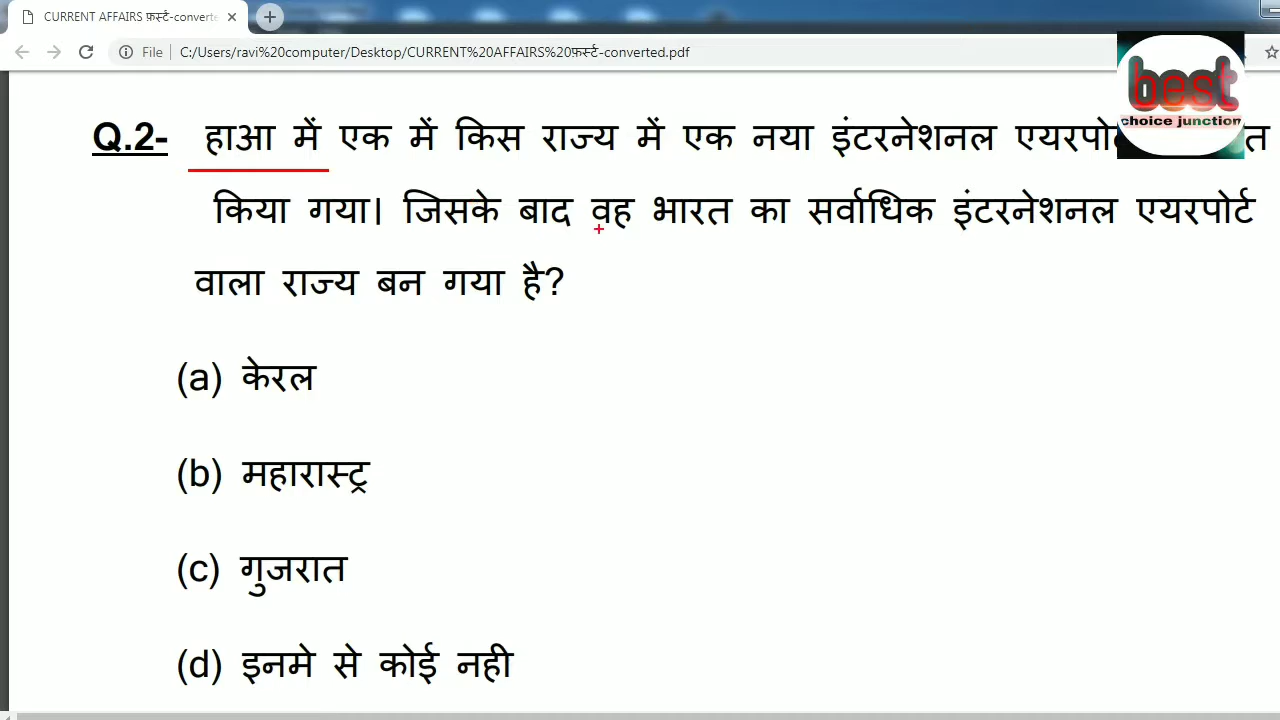 CURRENT AFFAIRS फ़र्स्ट-converte
File
C:/Users/ravi%20computer/Desktop/CURRENT%20AFFAIRS%20फ़र्स्ट-converted.pdf
best
choice junction
Q.2- हाआ में एक में किस राज्य में एक नया इंटरनेशनल
किया गया। जिसके बाद वह भारत का सर्वाधिक इंटरनेशनल एयरपोर्ट
वाला राज्य बन गया है?
(a) केरल
(b) महारास्ट्र
(c) गुजरात
(d) इनमे से कोई नही